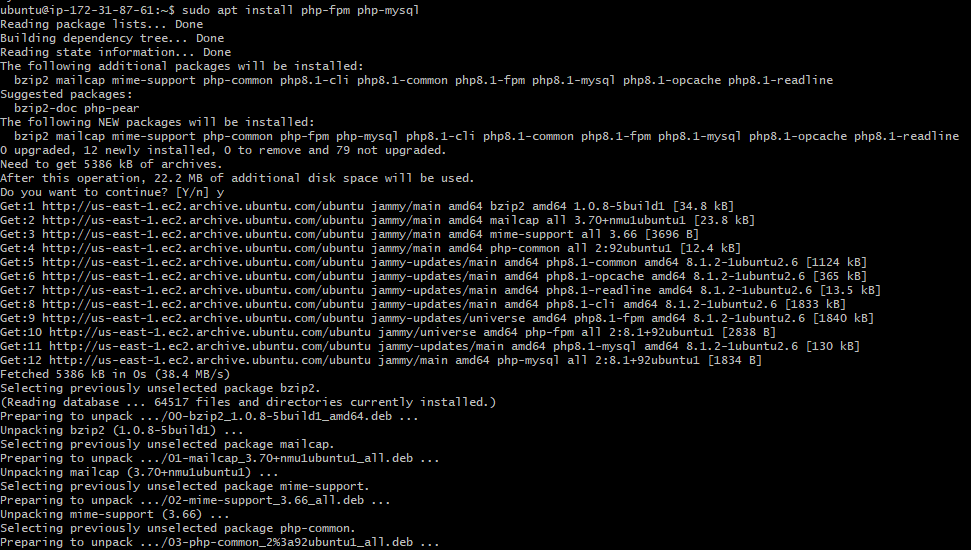 ubuntu@ip-172-31-87-61:~$ sudo apt install php-fpm php-mysql
Reading package lists... Done
Building dependency tree... Done
Reading state information... Done
The following additional packages will be installed:
  bzip2 mailcap mime-support php-common php8.1-cli php8.1-common php8.1-fpm php8.1-mysql php8.1-opcache php8.1-readline
Suggested packages:
  bzip2-doc php-pear
The following NEW packages will be installed:
  bzip2 mailcap mime-support php-common php-fpm php-mysql php8.1-cli php8.1-common php8.1-fpm php8.1-mysql php8.1-opcache php8.1-readline
0 upgraded, 12 newly installed, 0 to remove and 79 not upgraded.
Need to get 5386 kB of archives.
After this operation, 22.2 MB of additional disk space will be used.
Do you want to continue? [Y/n] y
Get:1 http://us-east-1.ec2.archive.ubuntu.com/ubuntu jammy/main amd64 bzip2 amd64 1.0.8-5build1 [34.8 kB]
Get:2 http://us-east-1.ec2.archive.ubuntu.com/ubuntu jammy/main amd64 mailcap all 3.70+nmu1ubuntu1 [23.8 kB]
Get:3 http://us-east-1.ec2.archive.ubuntu.com/ubuntu jammy/main amd64 mime-support all 3.66 [3696 B]
Get:4 http://us-east-1.ec2.archive.ubuntu.com/ubuntu jammy/main amd64 php-common all 2:92ubuntu1 [12.4 kB]
Get:5 http://us-east-1.ec2.archive.ubuntu.com/ubuntu jammy-updates/main amd64 php8.1-common amd64 8.1.2-1ubuntu2.6 [1124 kB]
Get:6 http://us-east-1.ec2.archive.ubuntu.com/ubuntu jammy-updates/main amd64 php8.1-opcache amd64 8.1.2-1ubuntu2.6 [365 kB]
Get:7 http://us-east-1.ec2.archive.ubuntu.com/ubuntu jammy-updates/main amd64 php8.1-readline amd64 8.1.2-1ubuntu2.6 [13.5 kB]
Get:8 http://us-east-1.ec2.archive.ubuntu.com/ubuntu jammy-updates/main amd64 php8.1-cli amd64 8.1.2-1ubuntu2.6 [1833 kB]
Get:9 http://us-east-1.ec2.archive.ubuntu.com/ubuntu jammy-updates/universe amd64 php8.1-fpm amd64 8.1.2-1ubuntu2.6 [1840 kB]
Get:10 http://us-east-1.ec2.archive.ubuntu.com/ubuntu jammy/universe amd64 php-fpm all 2:8.1+92ubuntu1 [2838 B]
Get:11 http://us-east-1.ec2.archive.ubuntu.com/ubuntu jammy-updates/main amd64 php8.1-mysql amd64 8.1.2-1ubuntu2.6 [130 kB]
Get:12 http://us-east-1.ec2.archive.ubuntu.com/ubuntu jammy/main amd64 php-mysql all 2:8.1+92ubuntu1 [1834 B]
Fetched 5386 kB in 0s (38.4 MB/s)
Selecting previously unselected package bzip2.
(Reading database ... 64517 files and directories currently installed.)
Preparing to unpack .../00-bzip2_1.0.8-5build1_amd64.deb ...
Unpacking bzip2 (1.0.8-5build1) ...
Selecting previously unselected package mailcap.
Preparing to unpack .../01-mailcap_3.70+nmu1ubuntu1_all.deb ...
Unpacking mailcap (3.70+nmu1ubuntu1) ...
Selecting previously unselected package mime-support.
Preparing to unpack .../02-mime-support_3.66_all.deb ...
Unpacking mime-support (3.66) ...
Selecting previously unselected package php-common.
Preparing to unpack .../03-php-common_2%3a92ubuntu1_all.deb ...